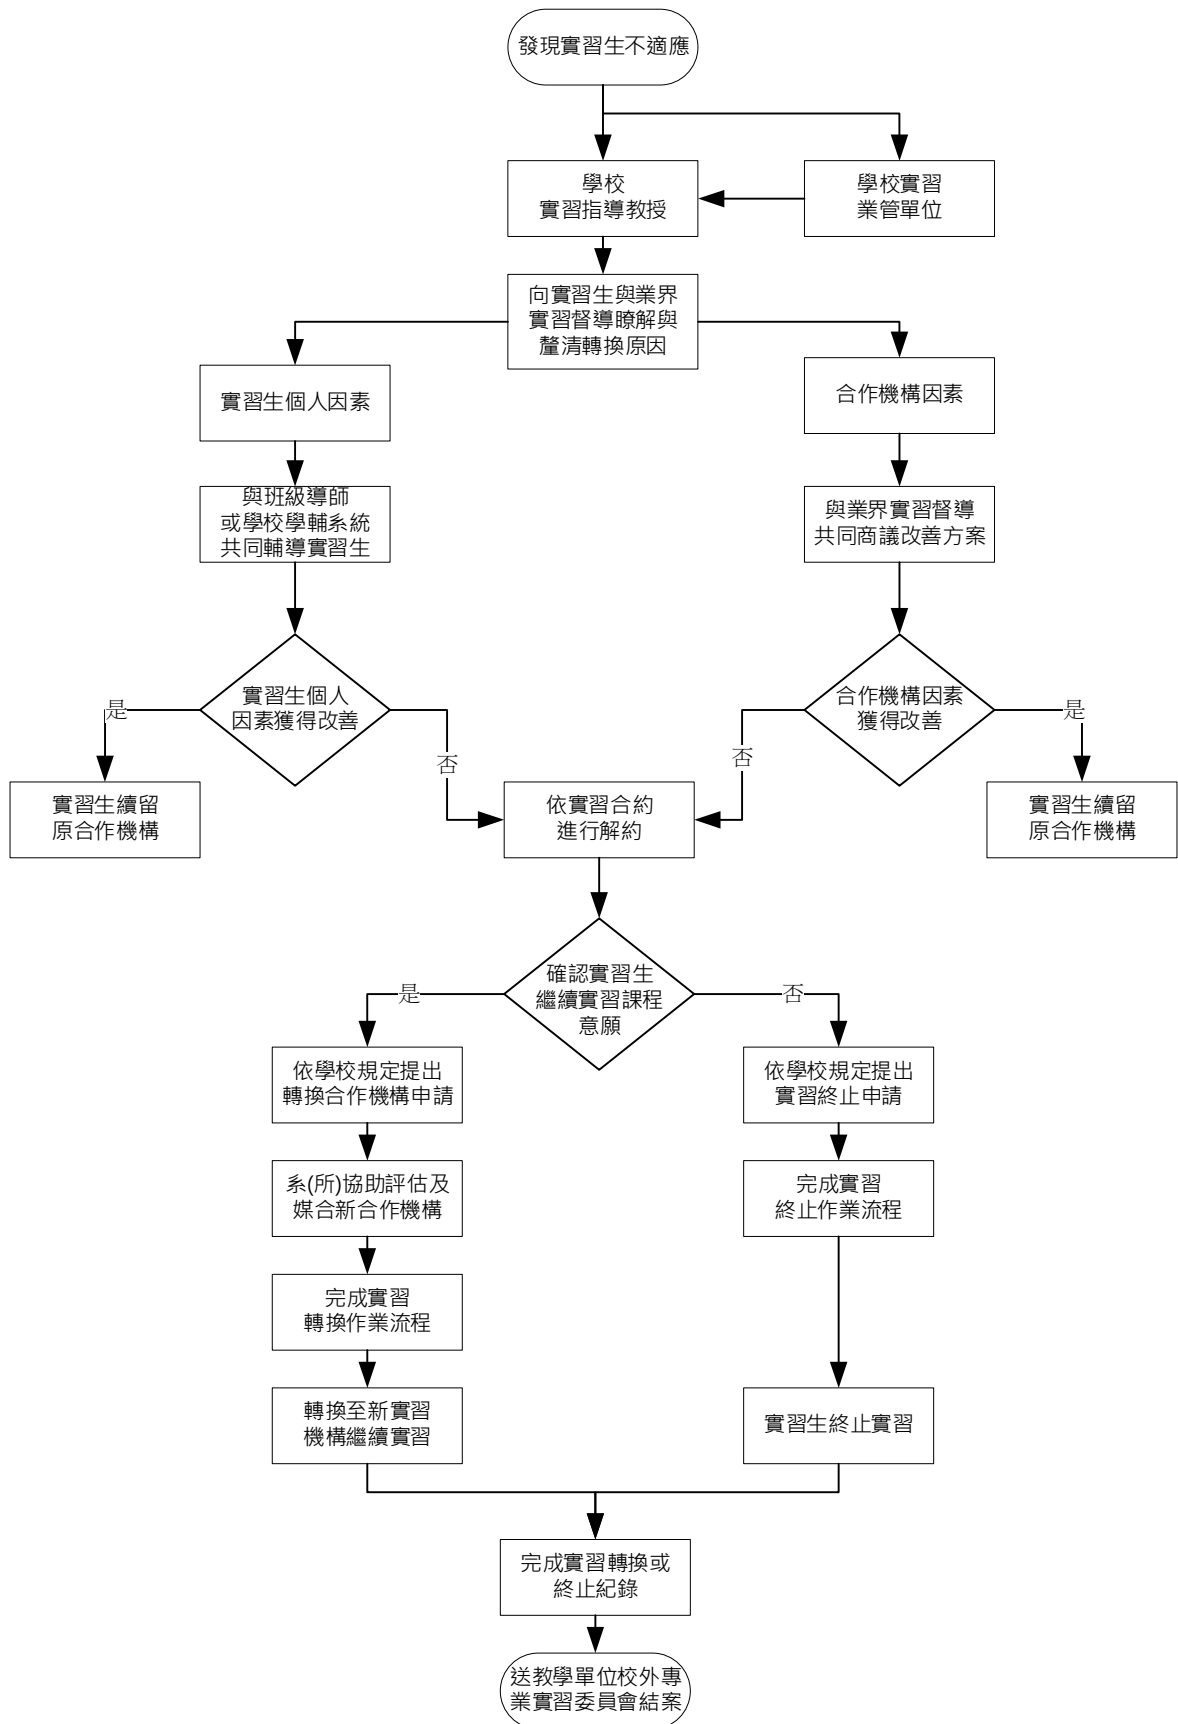 發現實習生不適應
學校
實習指導教授
學校實習
業管單位
向實習生與業界
實習督導瞭解與
釐清轉換原因
實習生個人因素
合作機構因素
與班級導師
或學校學輔系統
共同輔導實習生
與業界實習督導
共同商議改善方案
實習生個人
因素獲得改善
合作機構因素
獲得改善
是
否
否
是
實習生續留
原合作機構
依實習合約
進行解約
實習生續留
原合作機構
確認實習生
繼續實習課程
意願
是
否
依學校規定提出
轉換合作機構申請
依學校規定提出
實習終止申請
系(所)協助評估及
媒合新合作機構
完成實習
終止作業流程
完成實習
轉換作業流程
轉換至新實習
機構繼續實習
實習生終止實習
完成實習轉換或
終止紀錄
送教學單位校外專
業實習委員會結案